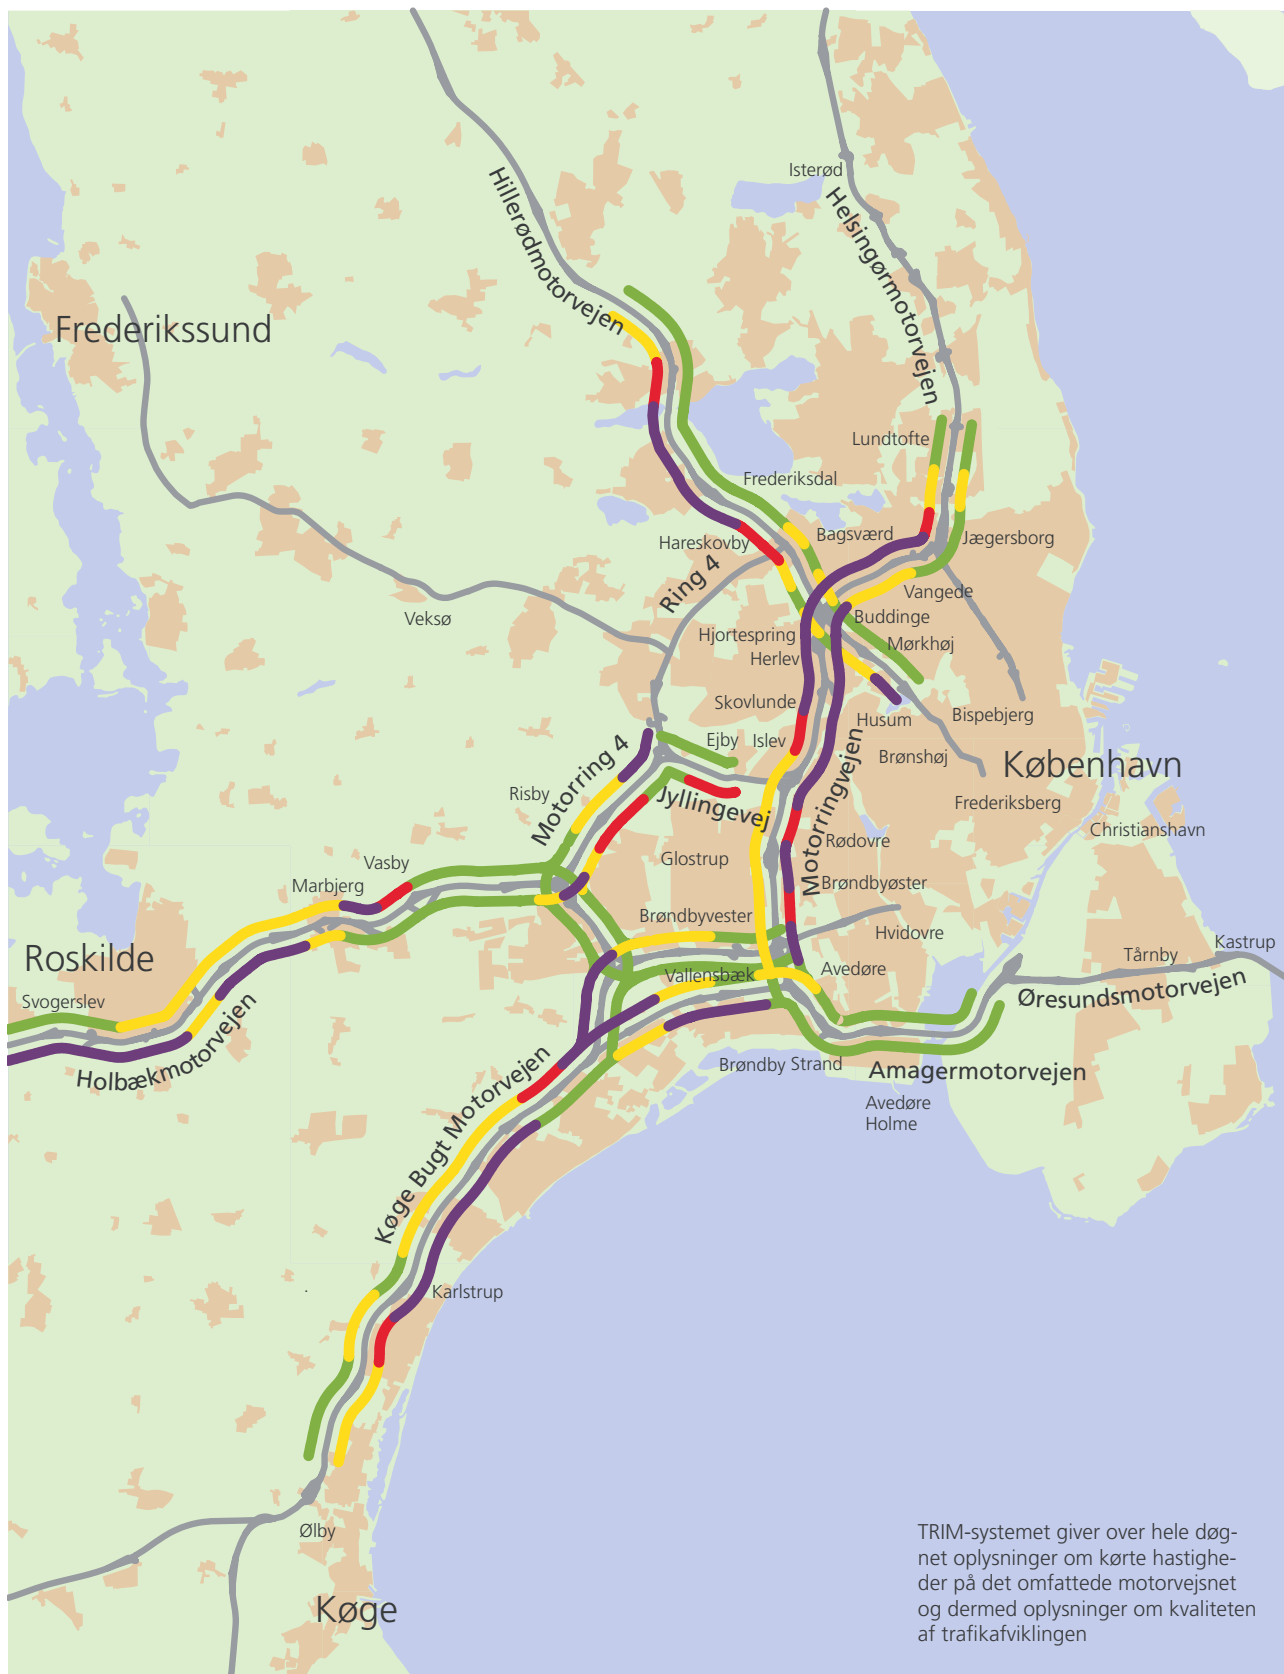 Isterød
Hillerødmotorvejen
Helsingørmotorvejen
Frederikssund
Lundtofte
Frederiksdal
Hareskovby
Bagsværd
Jægersborg
Ring 4
Vangede
Veksø
Buddinge
Hjortespring
Mørkhøj
Herlev
Skovlunde
Husum
Bispebjerg
Ejby
Islev
Brønshøj
København
Motorring 4
Risby
Jyllingevej
Motorringvejen
Frederiksberg
Christianshavn
Rødovre
Glostrup
Vasby
Marbjerg
Brøndbyøster
Brøndbyvester
Hvidovre
Roskilde
Tårnby
Kastrup
Vallensbæk
Avedøre
Svogerslev
Øresundsmotorvejen
Holbækmotorvejen
Brøndby Strand
Amagermotorvejen
Køge Bugt Motorvejen
Avedøre
Holme
Karlstrup
Ølby
Køge
TRIM-systemet giver over hele døg-
net oplysninger om kørte hastighe-
der på det omfattede motorvejsnet
og dermed oplysninger om kvaliteten
af trafikafviklingen